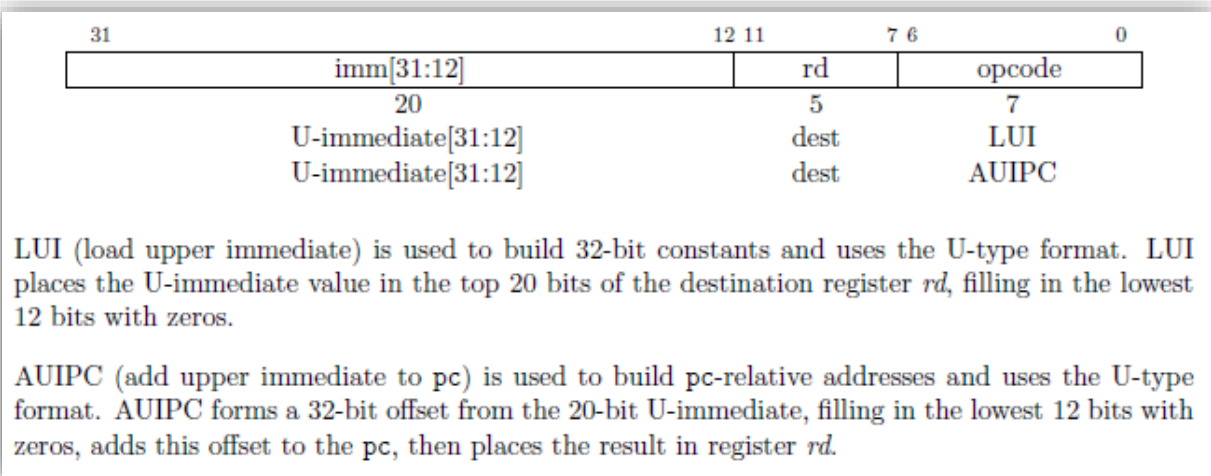 31 12 11 7 6 0
imm[31:12] rd opcode
20 5 7
U-immediate[31:12] dest LUI
U-immediate[31:12] dest AUIPC
LUI (load upper immediate) is used to build 32-bit constants and uses the U-type format. LUI
places the U-immediate value in the top 20 bits of the destination register rd, filling in the lowest
12 bits with zeros.
AUIPC (add upper immediate to pc) is used to build pc-relative addresses and uses the U-type
format. AUIPC forms a 32-bit offset from the 20-bit U-immediate, filling in the lowest 12 bits with
zeros, adds this offset to the pc, then places the result in register rd.